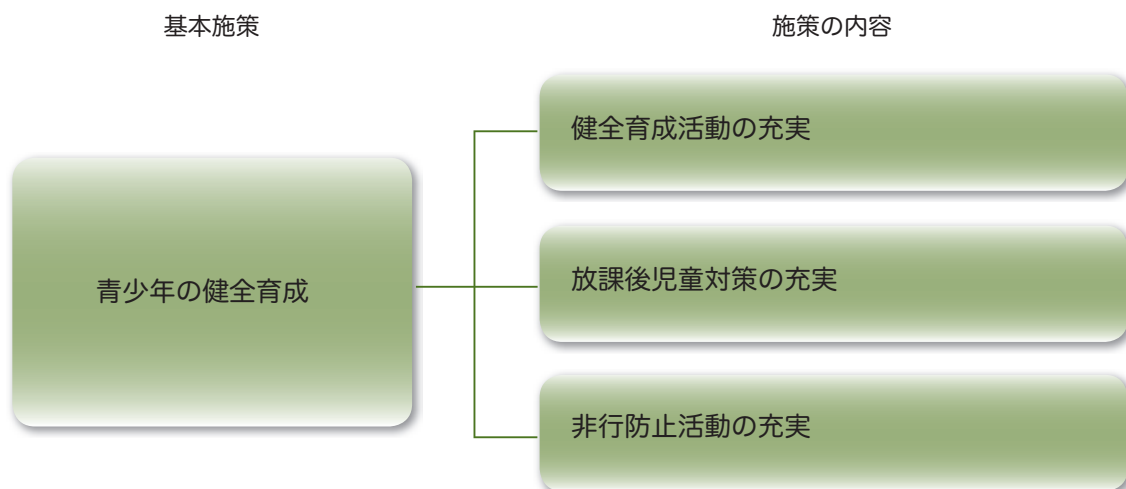 基本施策
施策の内容
健全育成活動の充実
青少年の健全育成
放課後児童対策の充実
非行防止活動の充実